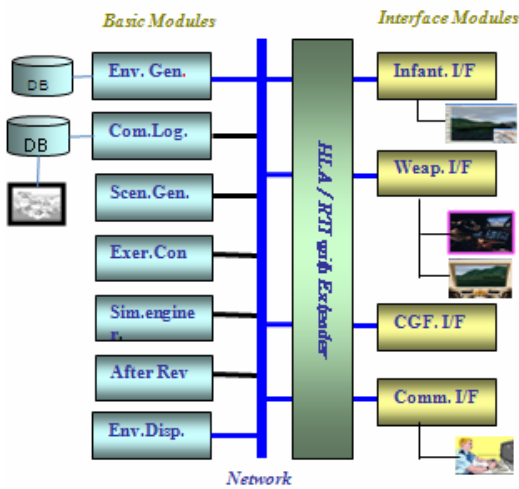 Basic Modules
Interface Modules
DB
Env. Gen.
Infant. I/F
DB
Com.Log.
Weap. I/F
Scen.Gen.
HLA / RTI with Extender
Exer.Con
Sim.engine
r.
CGF. I/F
After Rev
Comm. I/F
Env.Disp.
Network